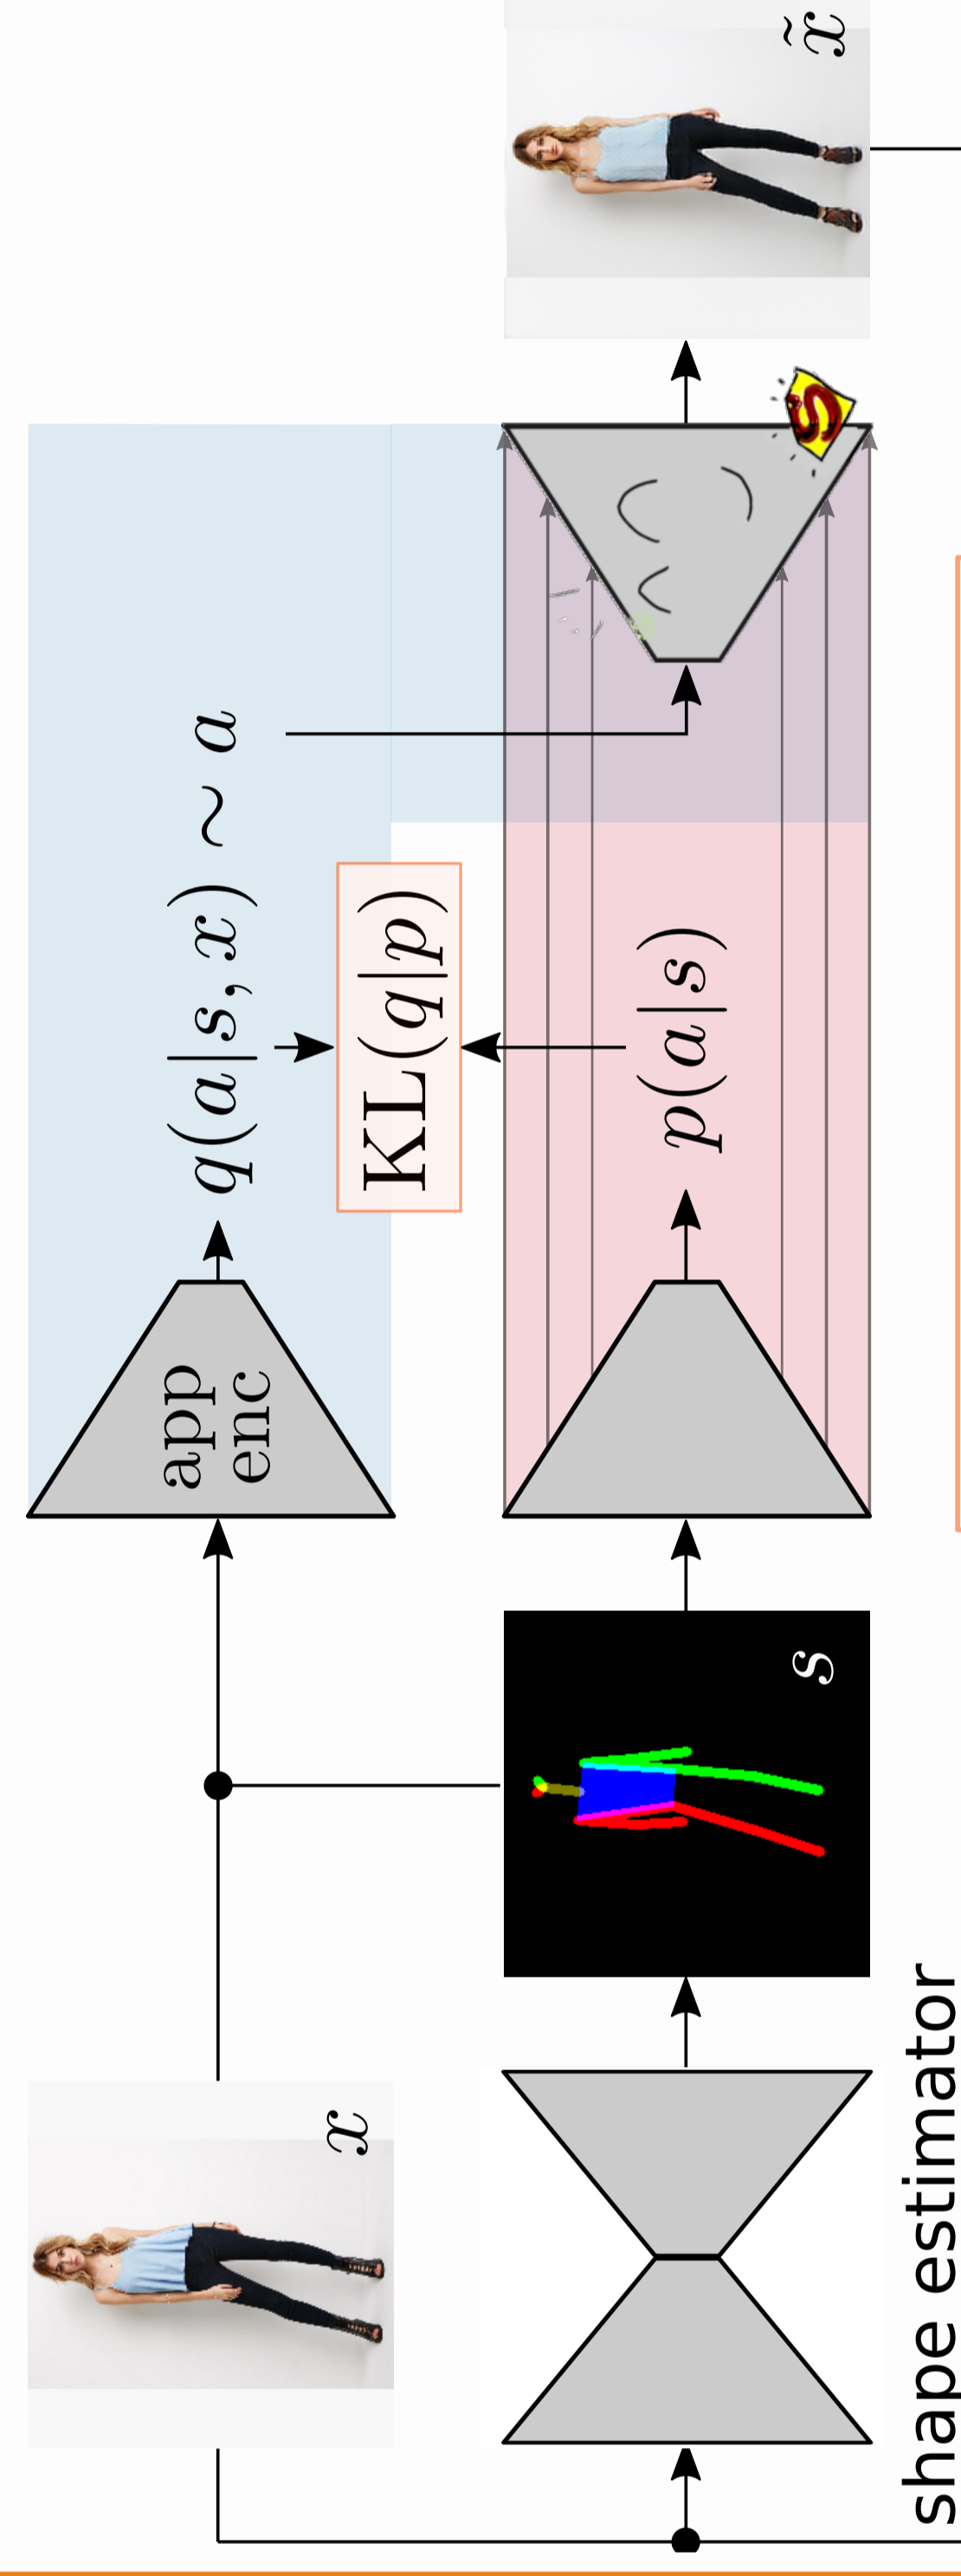 x
app
enc
q(a|s, x) ∼ a
KL(q|p)
p(a|s)
s
S
x̃
shape estimator